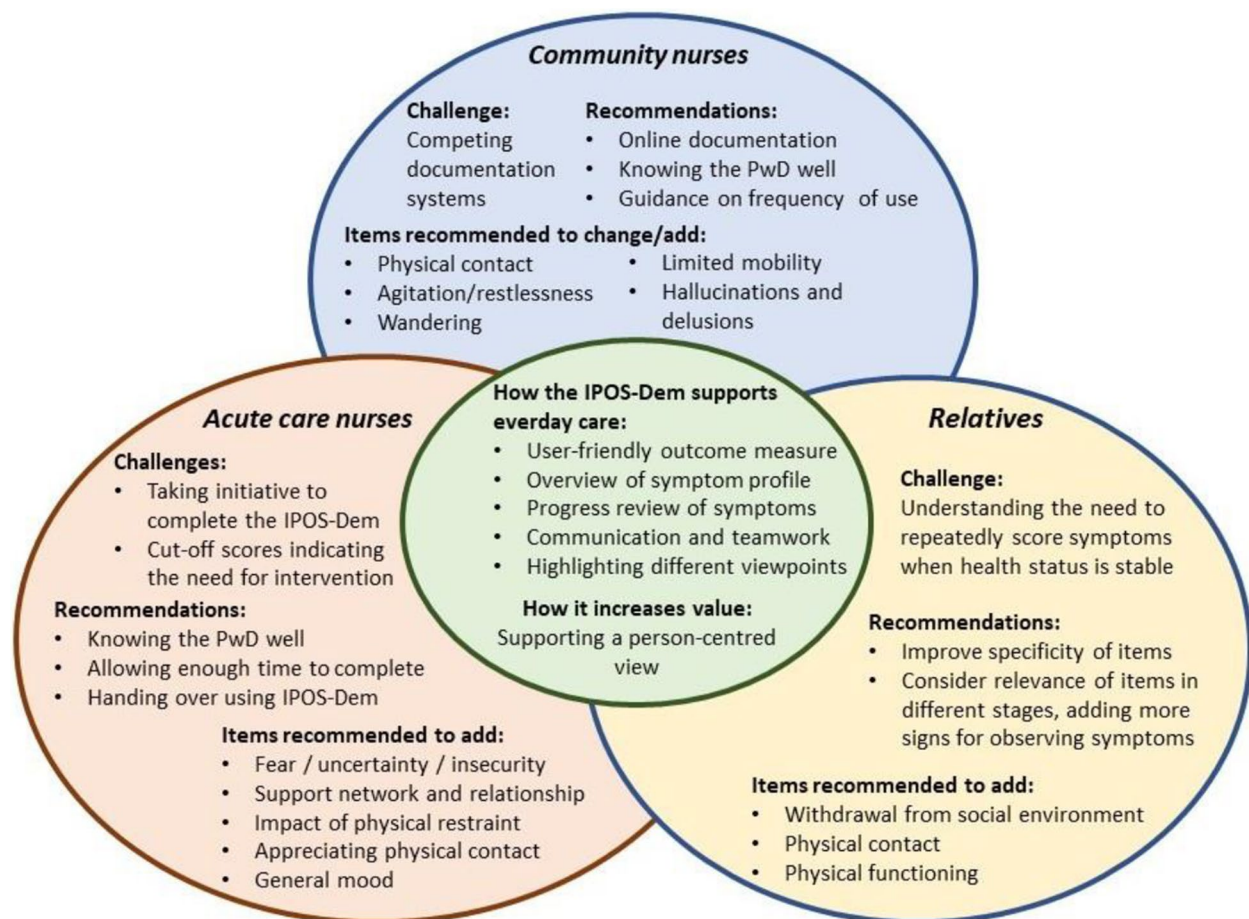 Community nurses
Challenge:
Competing
documentation
systems
Recommendations:
• Online documentation
• Knowing the PwD well
• Guidance on frequency of use
Items recommended to change/add:
• Physical contact
• Agitation/restlessness
• Wandering
• Limited mobility
• Hallucinations and
delusions
Acute care nurses
Challenges:
• Taking initiative to
complete the IPOS-Dem
• Cut-off scores indicating
the need for intervention
Recommendations:
• Knowing the PwD well
• Allowing enough time to complete
• Handing over using IPOS-Dem
Items recommended to add:
• Fear / uncertainty / insecurity
• Support network and relationship
• Impact of physical restraint
• Appreciating physical contact
• General mood
How the IPOS-Dem supports
everday care:
• User-friendly outcome measure
• Overview of symptom profile
• Progress review of symptoms
• Communication and teamwork
• Highlighting different viewpoints
How it increases value:
Supporting a person-centred
view
Relatives
Challenge:
Understanding the need to
repeatedly score symptoms
when health status is stable
Recommendations:
• Improve specificity of items
• Consider relevance of items in
different stages, adding more
signs for observing symptoms
Items recommended to add:
• Withdrawal from social environment
• Physical contact
• Physical functioning